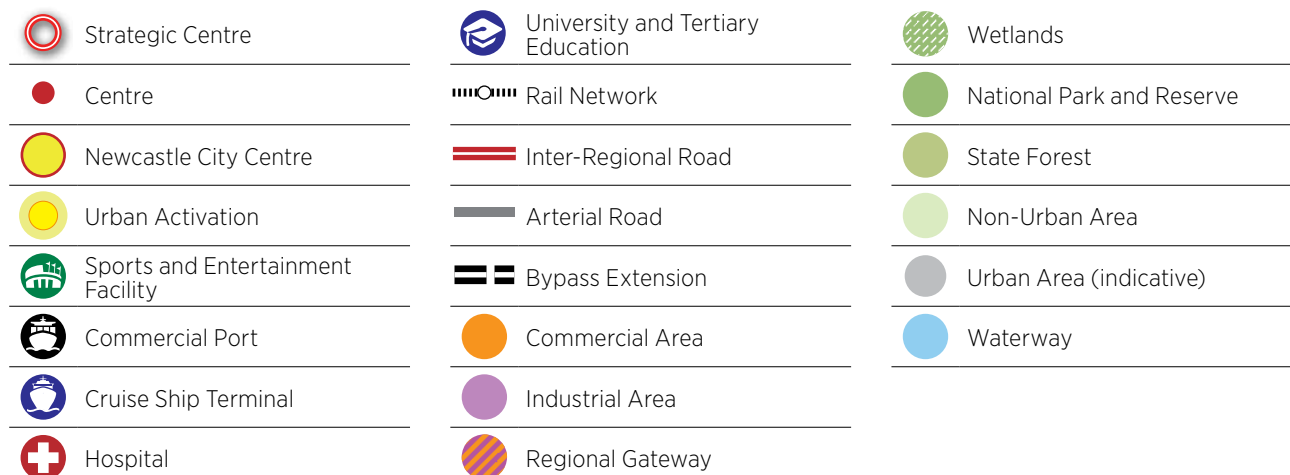 Strategic Centre
Centre
Newcastle City Centre
Urban Activation
Sports and Entertainment
Facility
Commercial Port
Cruise Ship Terminal
Hospital
University and Tertiary
Education
Rail Network
Inter-Regional Road
Arterial Road
Bypass Extension
Commercial Area
Industrial Area
Regional Gateway
Wetlands
National Park and Reserve
State Forest
Non-Urban Area
Urban Area (indicative)
Waterway